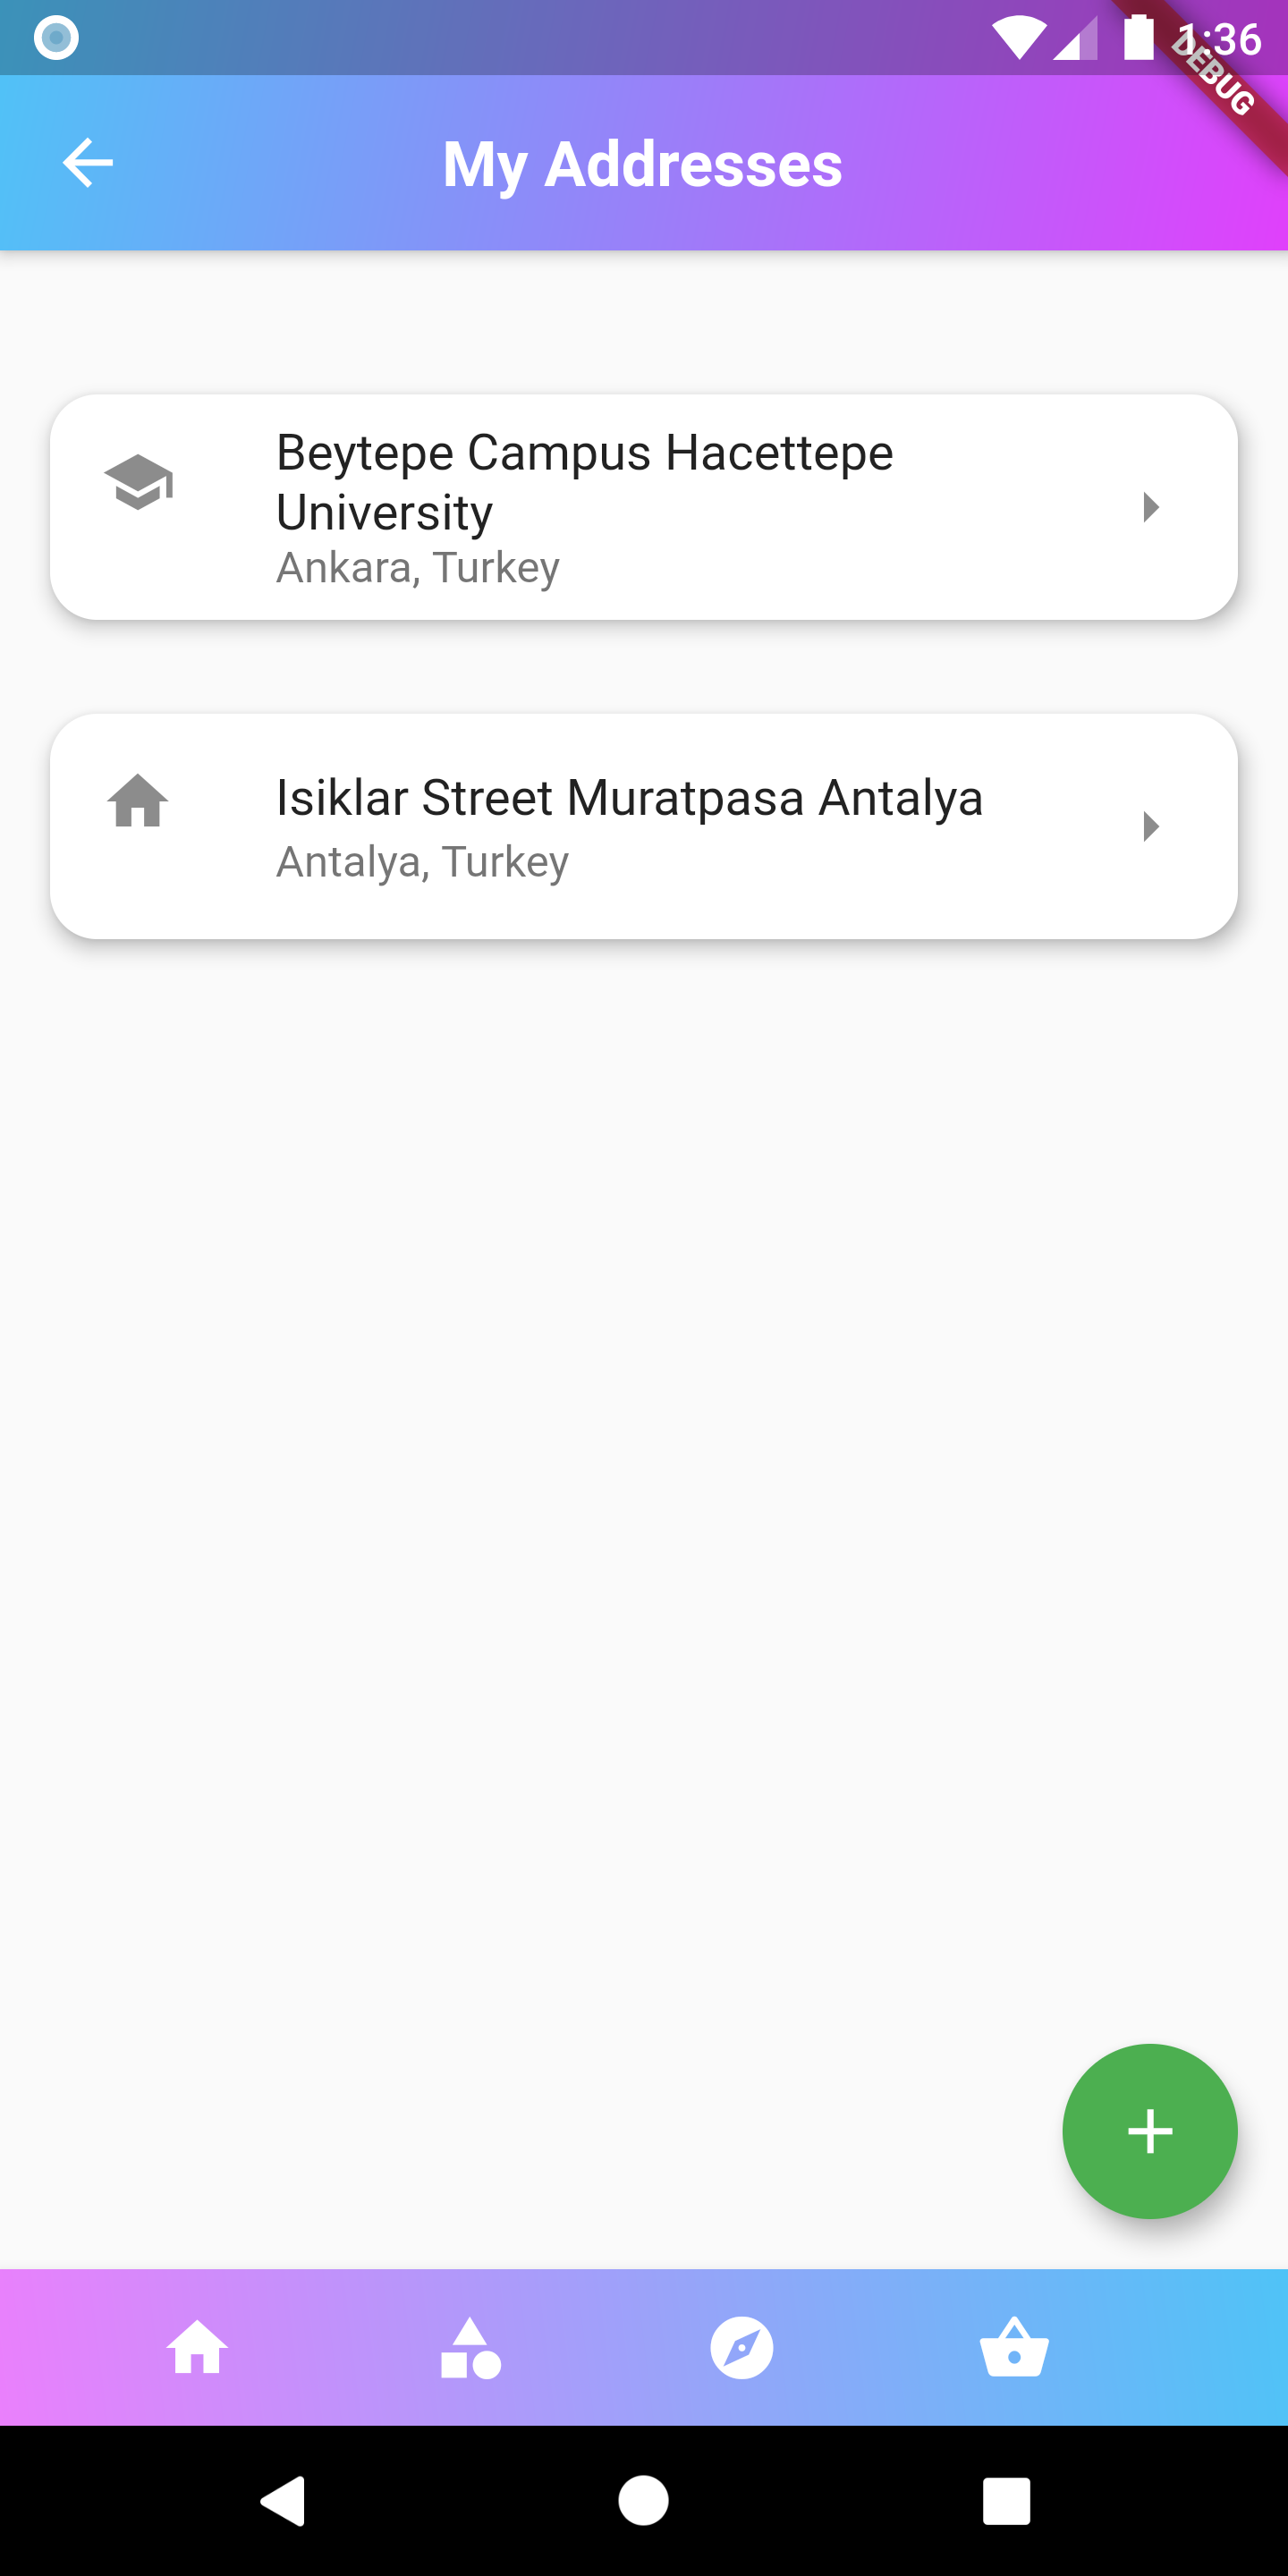 1:36
DEBUG
My Addresses
Beytepe Campus Hacettepe
University
Ankara, Turkey
Isiklar Street Muratpasa Antalya
Antalya, Turkey